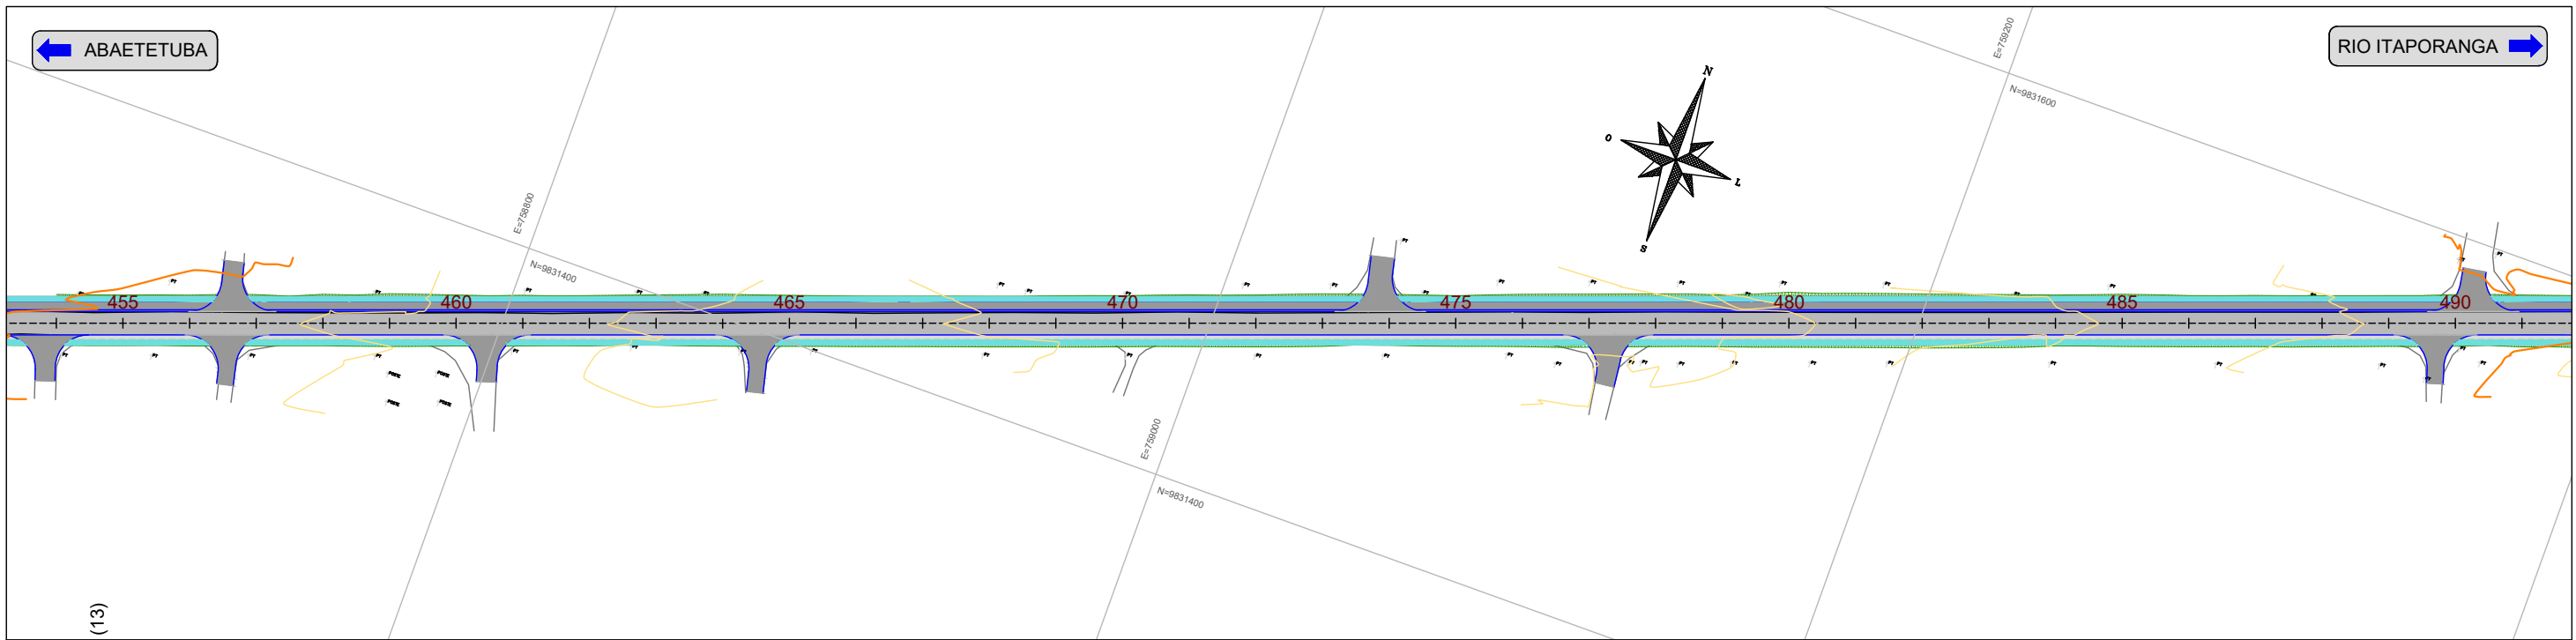 ABAETETUBA
RIO ITAPORANGA
E=759200
N=9831600
N
O
L
S
E=758800
N=9831400
455
460
465
470
475
480
485
490
E=759000
N=9831400
(13)